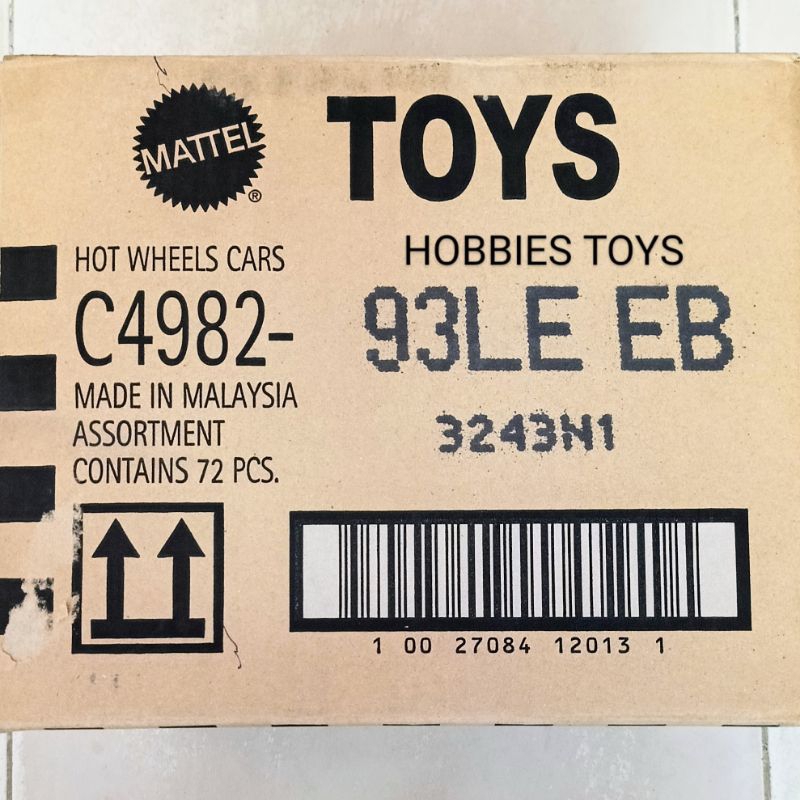 MATTEL ®
TOYS
HOBBIES TOYS
HOT WHEELS CARS
C4982-
93LE EB
MADE IN MALAYSIA
ASSORTMENT
3243N1
CONTAINS 72 PCS.
1 00 27084 12013 1